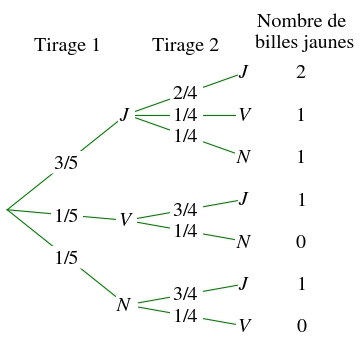 Nombre de
Tirage 1 Tirage 2 billes jaunes
J 2
2/4
J 1/4 V 1
1/4
N 1
3/5
J 1
3/4
1/5 V
1/4
N 0
1/5
J 1
3/4
N
1/4
V 0